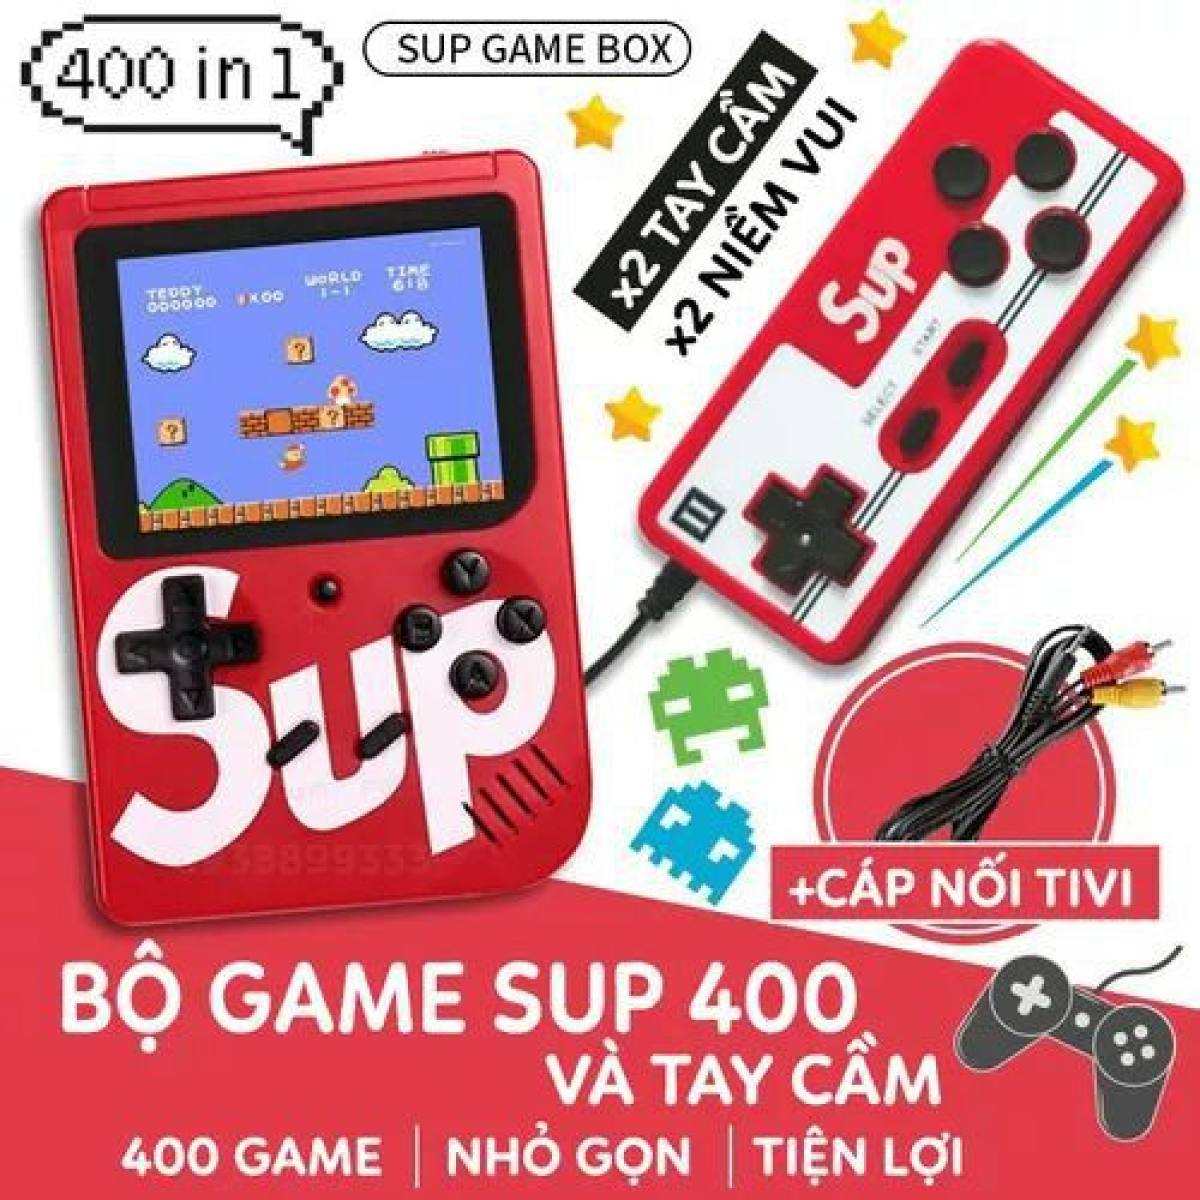 400 in 1
SUP GAME BOX
x2 TAY CẦM
x2 NIỀM VUI
TEDDY
000000
x00
WORLD
1-1
TIME
618
?
?
?
Sup
SELECT
START
II
Y
B
X
A
Sup
+CÁP NỐI TIVI
BỘ GAME SUP 400
VÀ TAY CẦM
400 GAME | NHỎ GỌN | TIỆN LỢI